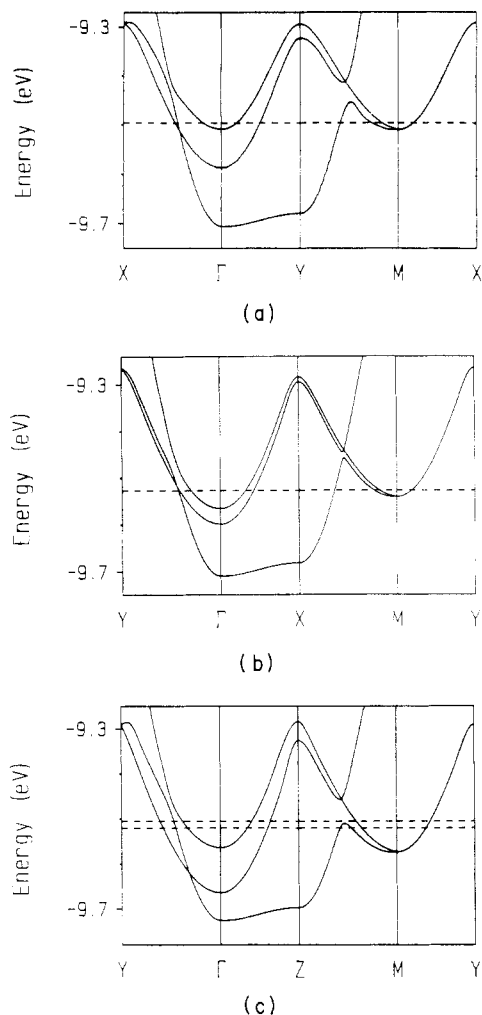 -9.3
Energy (eV)
-9.7
X Γ Y M X
(a)
-9.3
Energy (eV)
-9.7
Y Γ X M Y
(b)
-9.3
Energy (eV)
-9.7
Y Γ Z M Y
(c)